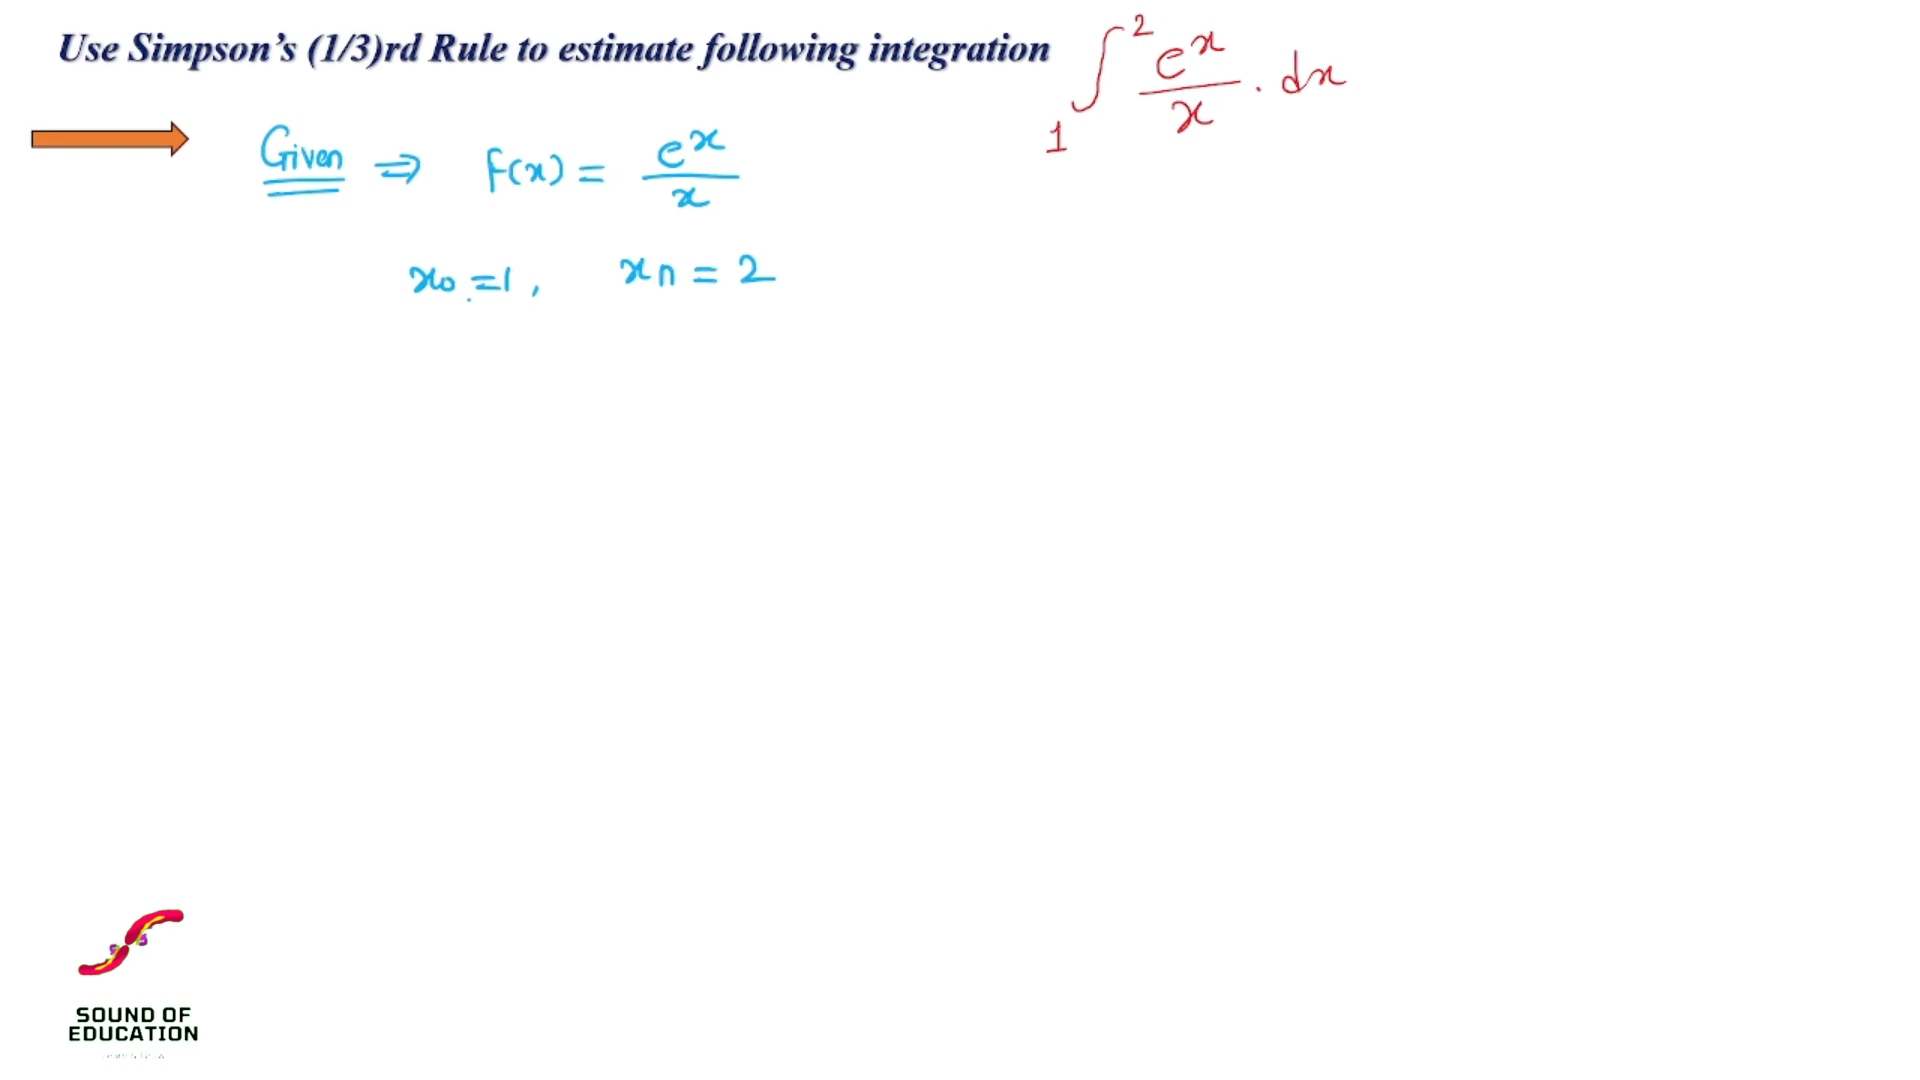 Use Simpson's (1/3)rd Rule to estimate following integration ∫₁² eˣ/x . dx
Given ⇒ F(x) = eˣ/x
x₀ = 1, xn = 2
SOUND OF
EDUCATION